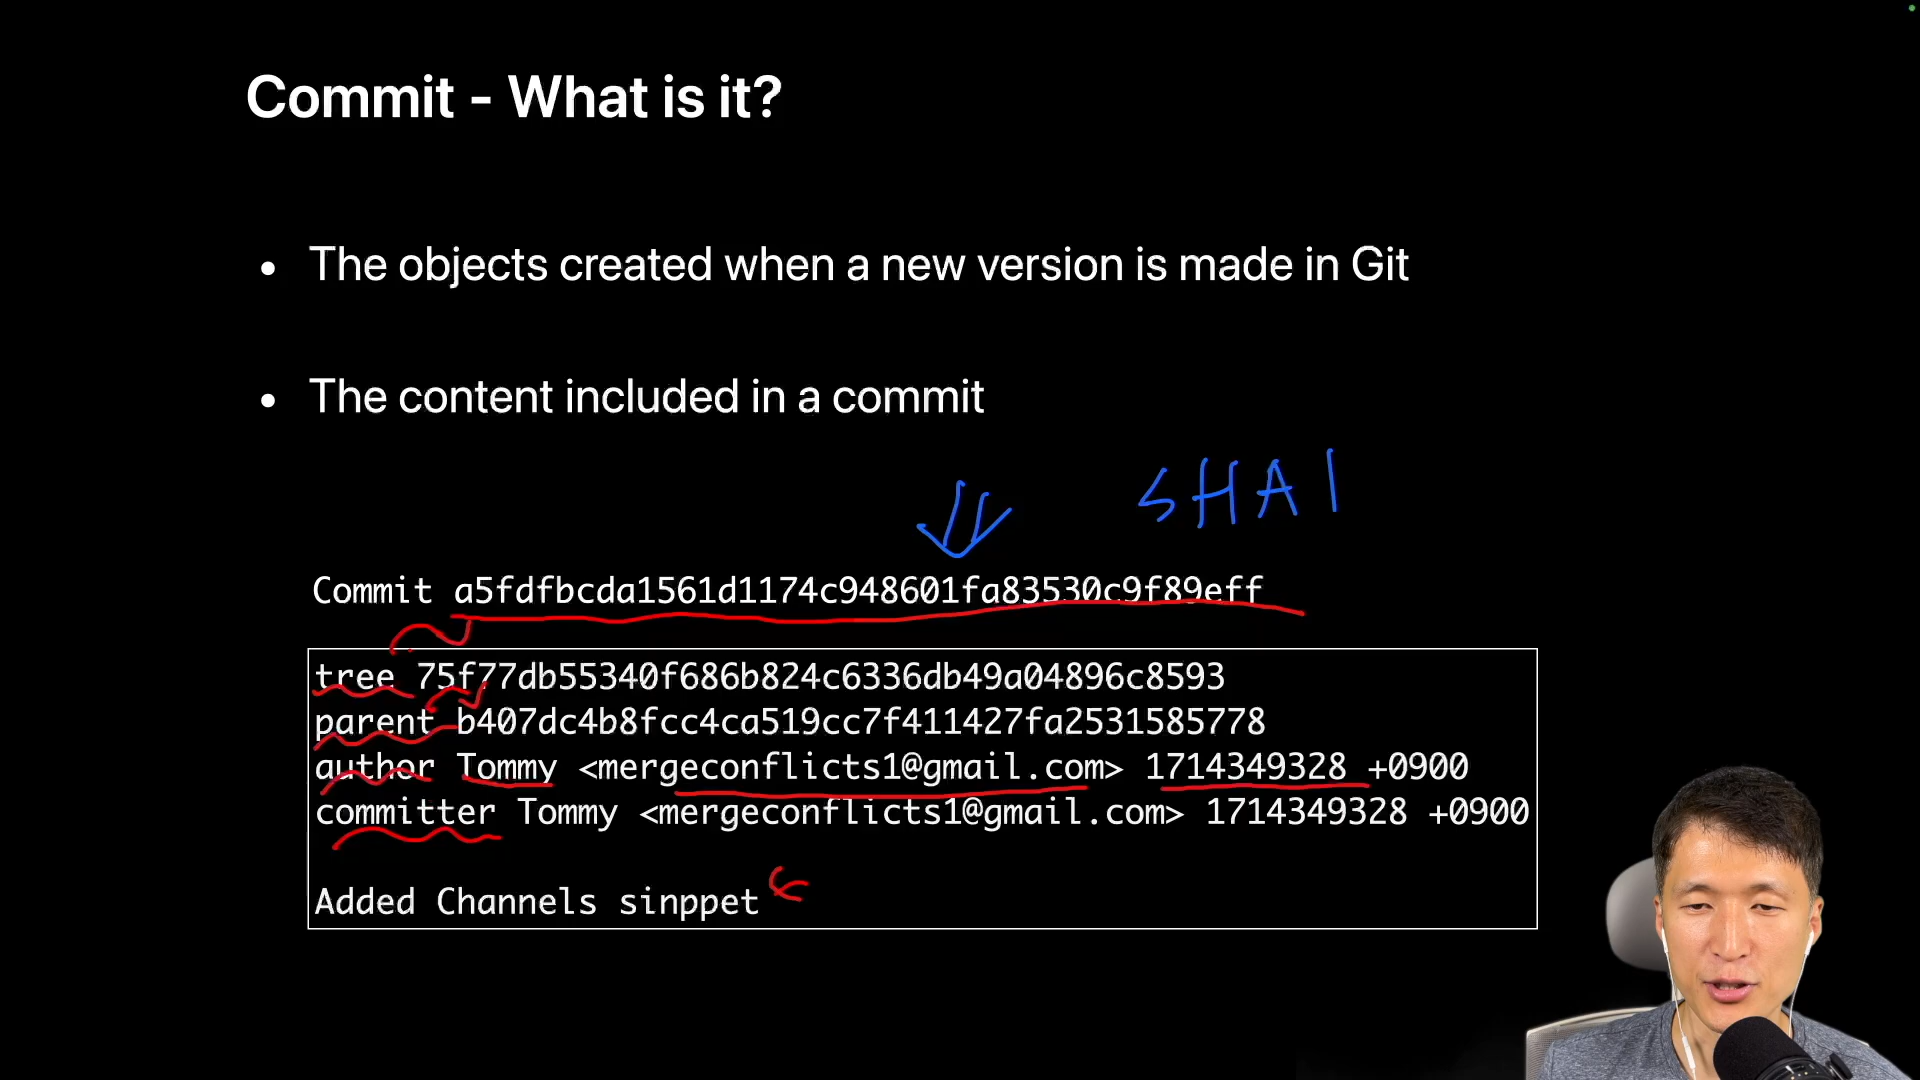 Commit - What is it?
• The objects created when a new version is made in Git
• The content included in a commit
SHA1
Commit a5fdfbcda1561d1174c948601fa83530c9f89eff
tree 75f77db55340f686b824c6336db49a04896c8593
parent b407dc4b8fcc4ca519cc7f411427fa2531585778
author Tommy <mergeconflicts1@gmail.com> 1714349328 +0900
committer Tommy <mergeconflicts1@gmail.com> 1714349328 +0900
Added Channels sinppet